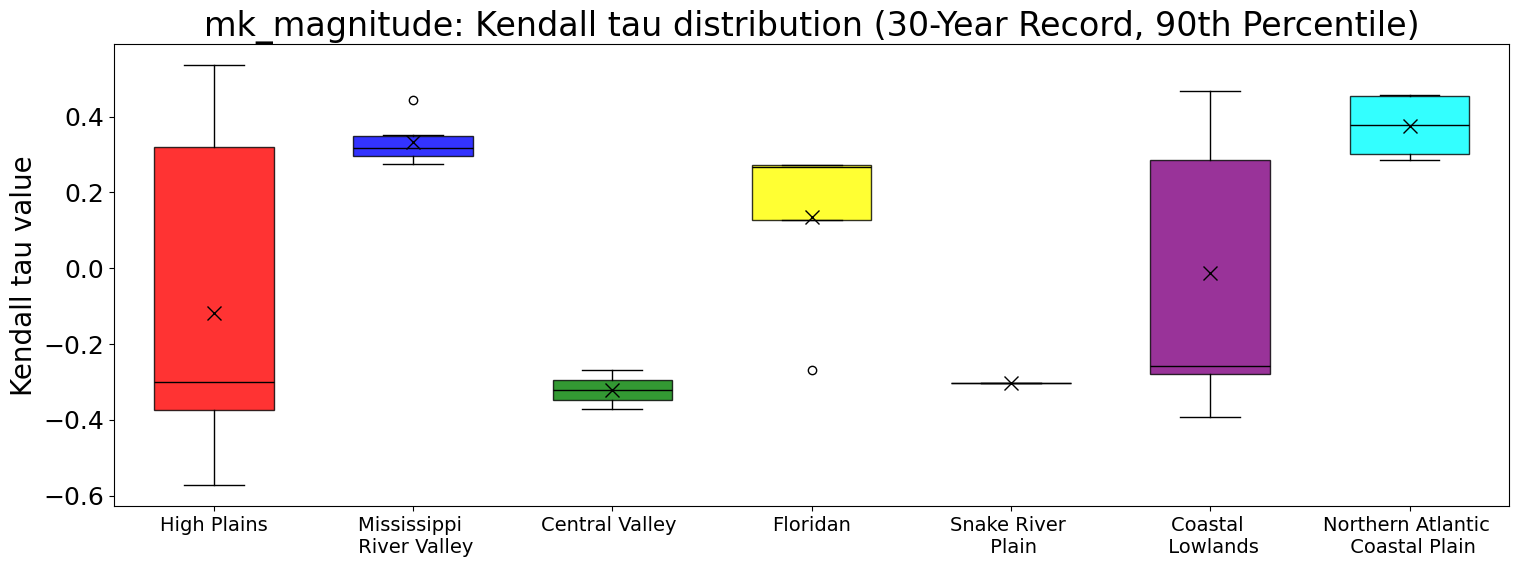 mk_magnitude: Kendall tau distribution (30-Year Record, 90th Percentile)
Kendall tau value
0.4
0.2
0.0
−0.2
−0.4
−0.6
High Plains
Mississippi
River Valley
Central Valley
Floridan
Snake River
Plain
Coastal
Lowlands
Northern Atlantic
Coastal Plain